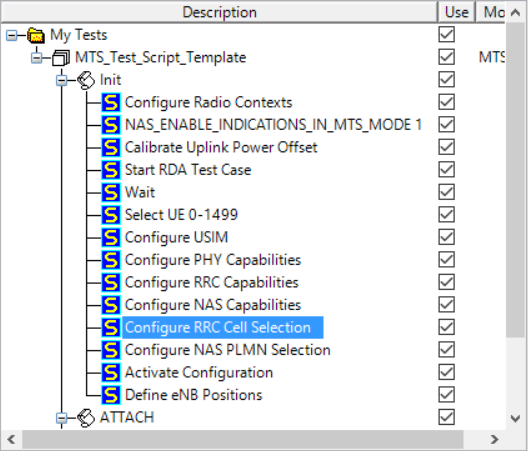 Description Use Mo
My Tests
MTS_Test_Script_Template MTS
Init
Configure Radio Contexts
NAS_ENABLE_INDICATIONS_IN_MTS_MODE 1
Calibrate Uplink Power Offset
Start RDA Test Case
Wait
Select UE 0-1499
Configure USIM
Configure PHY Capabilities
Configure RRC Capabilities
Configure NAS Capabilities
Configure RRC Cell Selection
Configure NAS PLMN Selection
Activate Configuration
Define eNB Positions
ATTACH